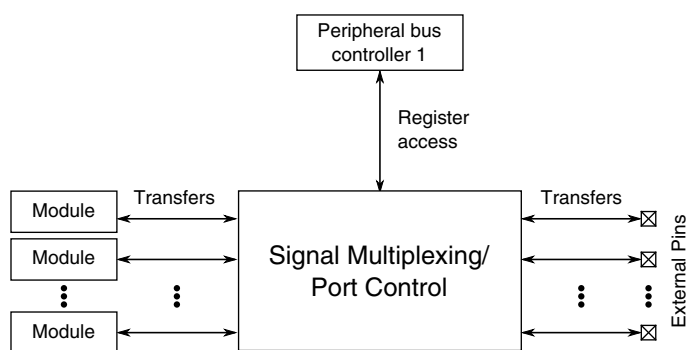 Peripheral bus
controller 1
Register
access
Transfers
Transfers
Module
Module
Module
Signal Multiplexing/
Port Control
External Pins